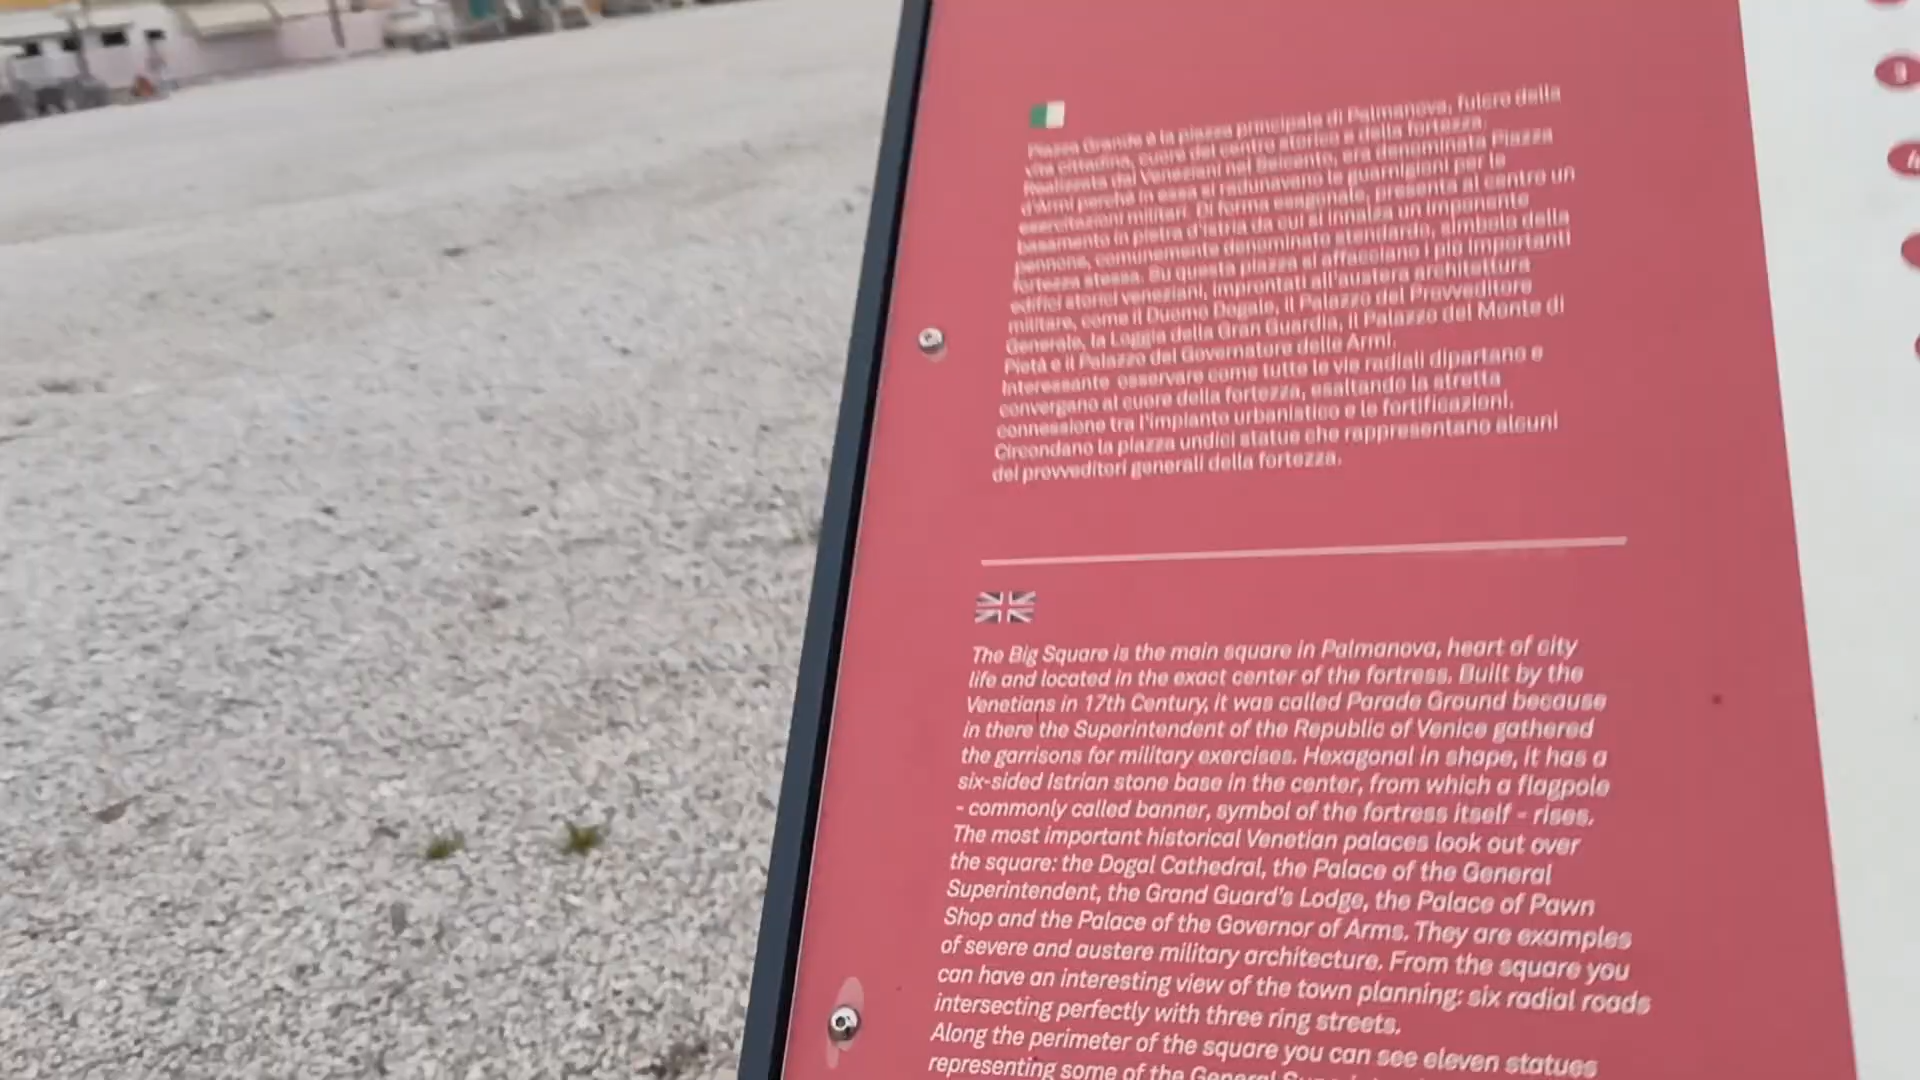 Piazza Grande è la piazza principale di Palmanova, fulcro della
vita cittadina, cuore del centro storico e della fortezza.
Realizzata dai Veneziani nel Seicento, era denominata Piazza
d'Armi perché in essa si radunavano le guarnigioni per le
esercitazioni militari. Di forma esagonale, presenta al centro un
basamento in pietra d'Istria da cui si innalza un imponente
pennone, comunemente denominato stendardo, simbolo della
fortezza stessa. Su questa piazza si affacciano i più importanti
edifici storici veneziani, improntati all'austera architettura
militare, come il Duomo Dogale, il Palazzo del Provveditore
Generale, la Loggia della Gran Guardia, il Palazzo del Monte di
Pietà e il Palazzo del Governatore delle Armi.
Interessante osservare come tutte le vie radiali dipartano e
convergano al cuore della fortezza, esaltando la stretta
connessione tra l'impianto urbanistico e le fortificazioni.
Circondano la piazza undici statue che rappresentano alcuni
dei provveditori generali della fortezza.
The Big Square is the main square in Palmanova, heart of city
life and located in the exact center of the fortress. Built by the
Venetians in 17th Century, it was called Parade Ground because
in there the Superintendent of the Republic of Venice gathered
the garrisons for military exercises. Hexagonal in shape, it has a
six-sided Istrian stone base in the center, from which a flagpole
- commonly called banner, symbol of the fortress itself - rises.
The most important historical Venetian palaces look out over
the square: the Dogal Cathedral, the Palace of the General
Superintendent, the Grand Guard's Lodge, the Palace of Pawn
Shop and the Palace of the Governor of Arms. They are examples
of severe and austere military architecture. From the square you
can have an interesting view of the town planning: six radial roads
intersecting perfectly with three ring streets.
Along the perimeter of the square you can see eleven statues
representing some of the General